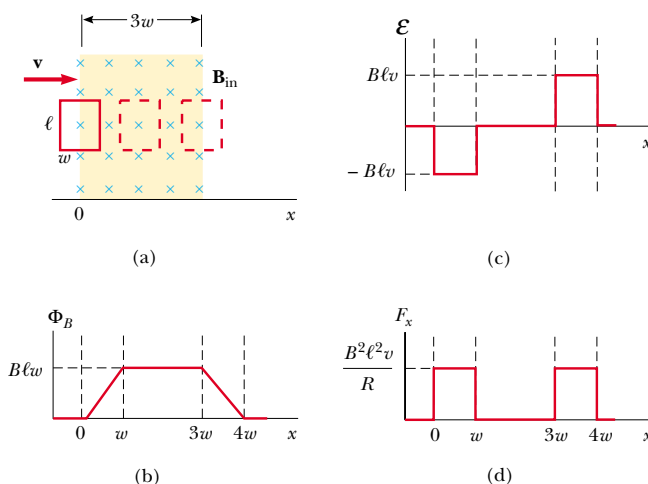 3w
v
B_in
ℓ
w
0
x
(a)
ℰ
Bℓv
x
− Bℓv
(c)
Φ_B
Bℓw
0
w
3w
4w
x
(b)
F_x
B²ℓ²v
R
0
w
3w
4w
x
(d)